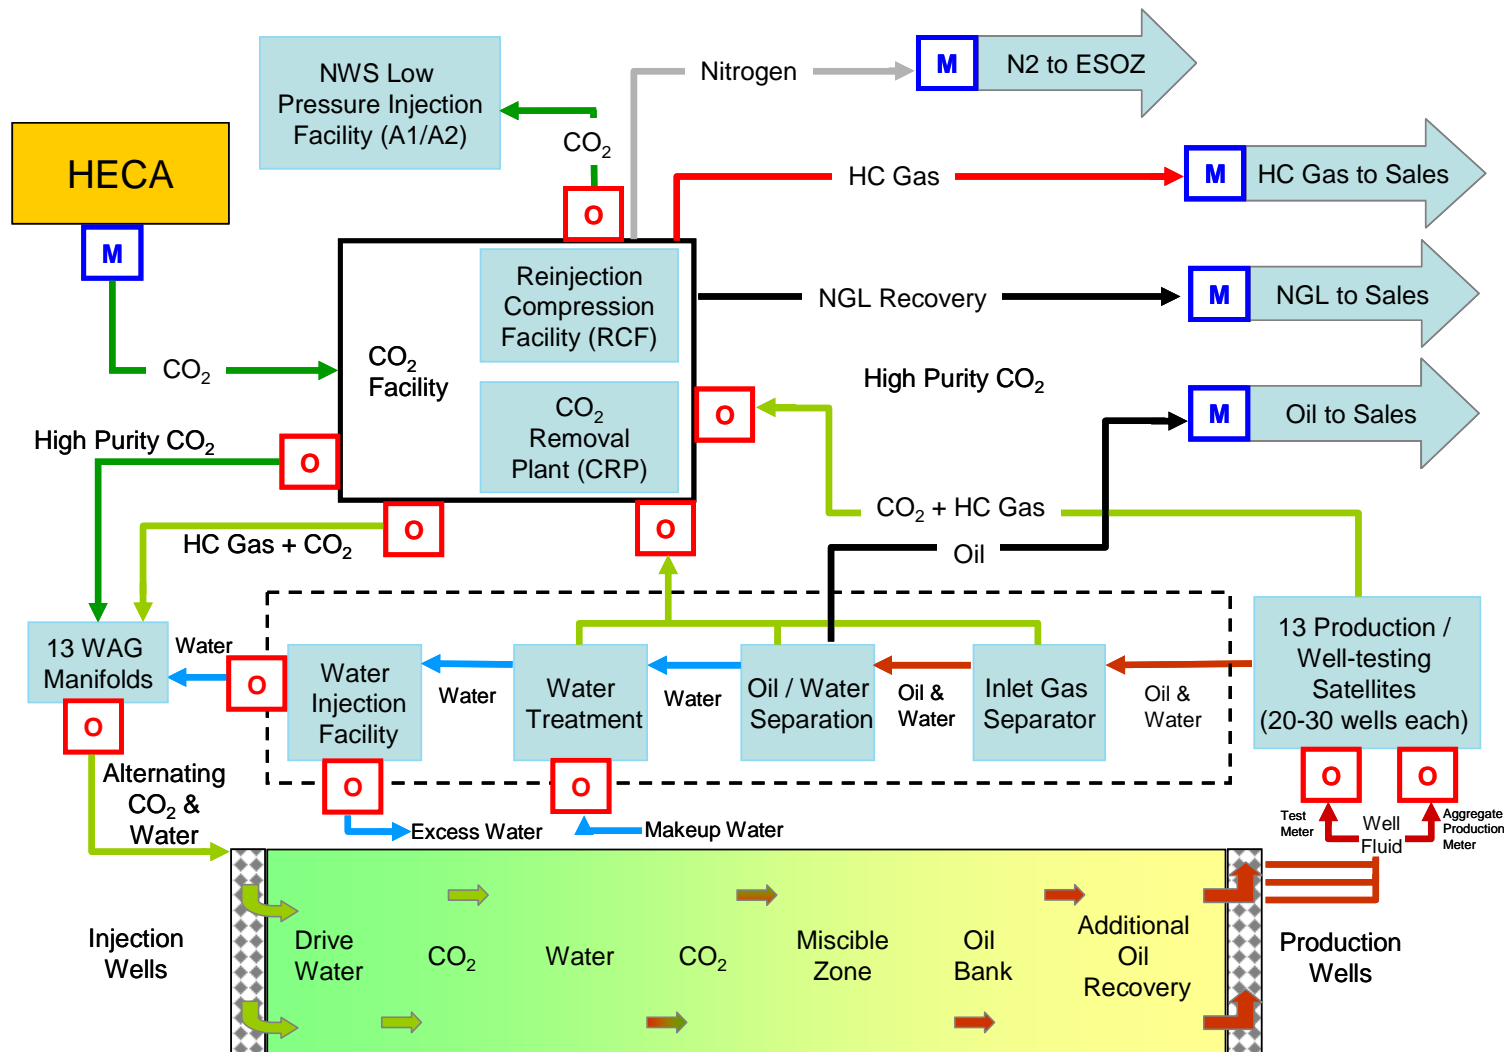 NWS Low
Pressure Injection
Facility (A1/A2)
Nitrogen
M
N2 to ESOZ
HECA
M
CO2
O
HC Gas
M
HC Gas to Sales
Reinjection
Compression
Facility (RCF)
NGL Recovery
M
NGL to Sales
CO2
Facility
CO2
High Purity CO2
CO2
Removal
Plant (CRP)
O
M
Oil to Sales
High Purity CO2
O
O
HC Gas + CO2
O
CO2 + HC Gas
Oil
13 WAG
Manifolds
Water
O
Water
Injection
Facility
Water
Water
Treatment
Water
Oil / Water
Separation
Oil &
Water
Inlet Gas
Separator
Oil &
Water
13 Production /
Well-testing
Satellites
(20-30 wells each)
O
O
O
O
O
Alternating
CO2 &
Water
Excess Water
Makeup Water
Test
Meter
Well
Fluid
Aggregate
Production
Meter
Injection
Wells
Drive
Water
CO2
Water
CO2
Miscible
Zone
Oil
Bank
Additional
Oil
Recovery
Production
Wells